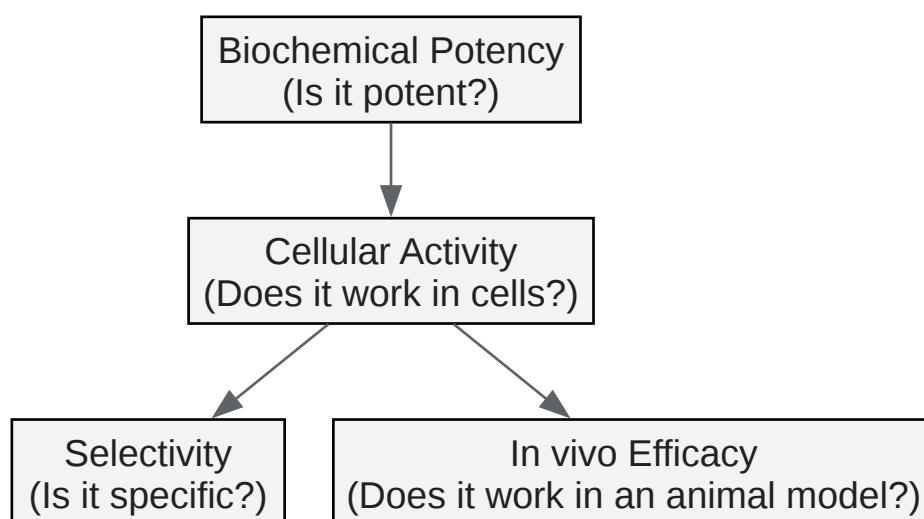 Biochemical Potency
(Is it potent?)
Cellular Activity
(Does it work in cells?)
Selectivity
(Is it specific?)
In vivo Efficacy
(Does it work in an animal model?)